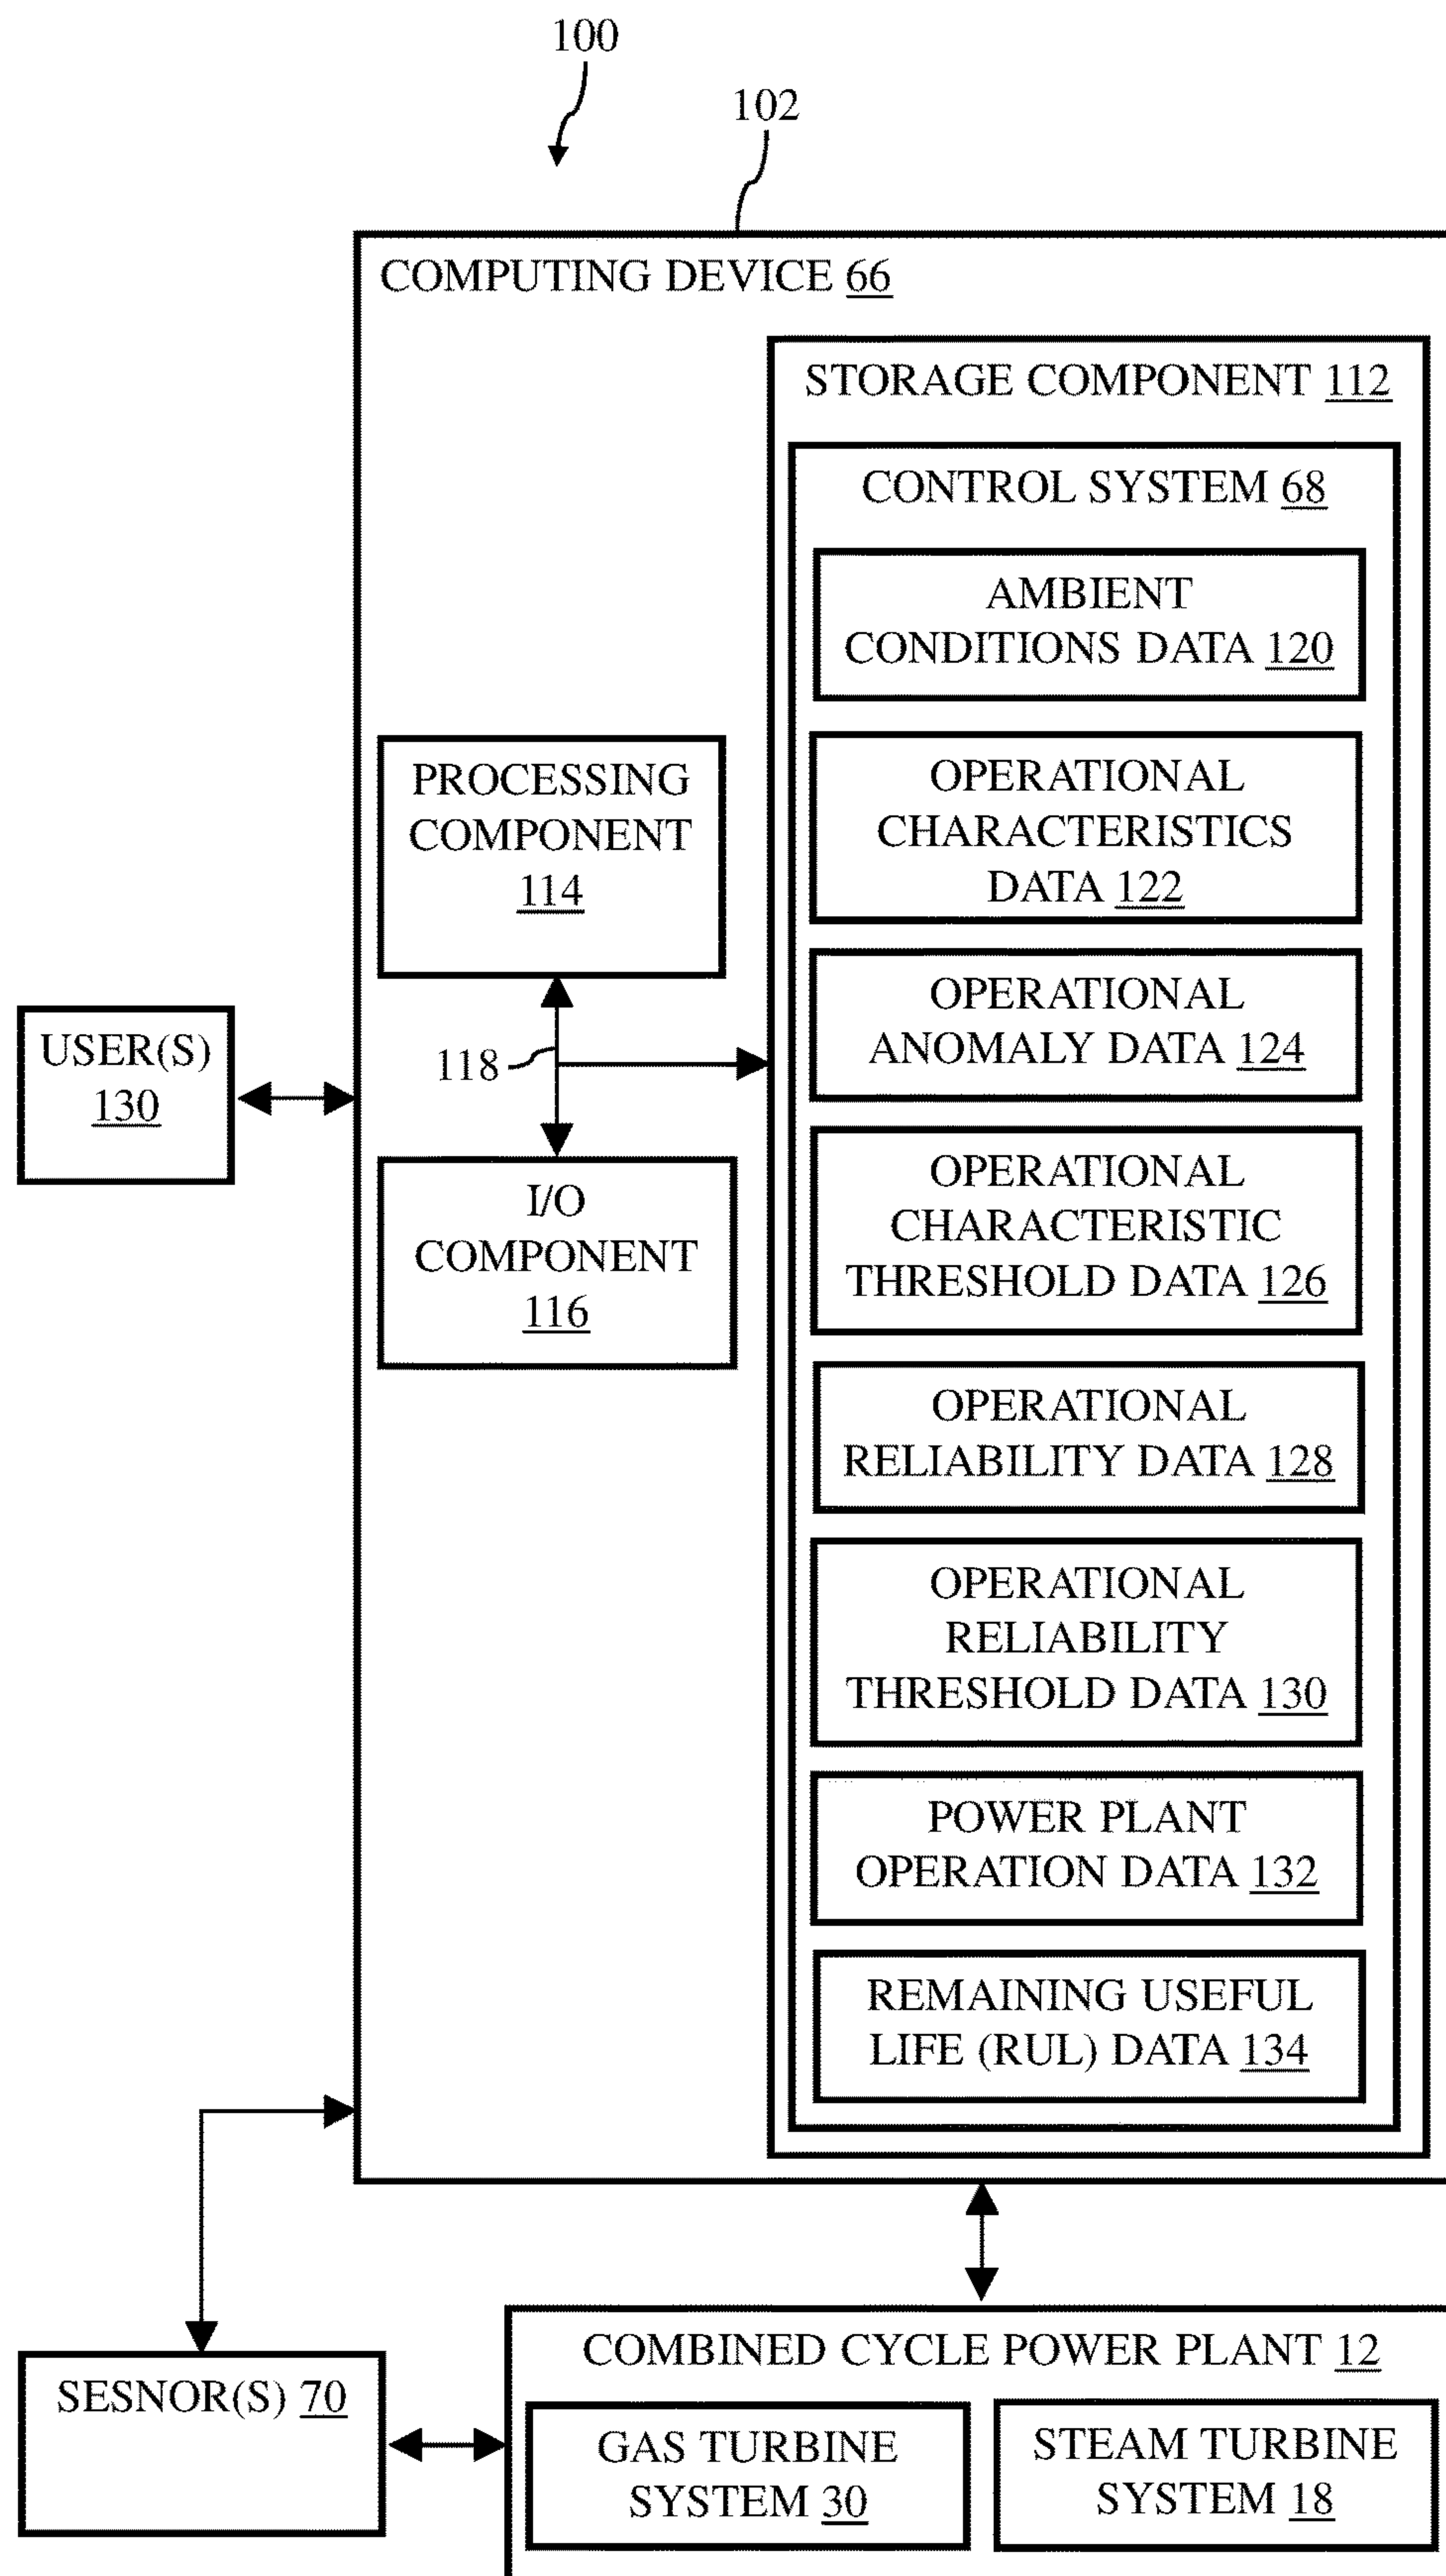 100
102
COMPUTING DEVICE 66
STORAGE COMPONENT 112
CONTROL SYSTEM 68
AMBIENT
CONDITIONS DATA 120
OPERATIONAL
CHARACTERISTICS
DATA 122
PROCESSING
COMPONENT
114
OPERATIONAL
ANOMALY DATA 124
USER(S)
130
118
I/O
COMPONENT
116
OPERATIONAL
CHARACTERISTIC
THRESHOLD DATA 126
OPERATIONAL
RELIABILITY DATA 128
OPERATIONAL
RELIABILITY
THRESHOLD DATA 130
POWER PLANT
OPERATION DATA 132
REMAINING USEFUL
LIFE (RUL) DATA 134
SESNOR(S) 70
COMBINED CYCLE POWER PLANT 12
GAS TURBINE
SYSTEM 30
STEAM TURBINE
SYSTEM 18